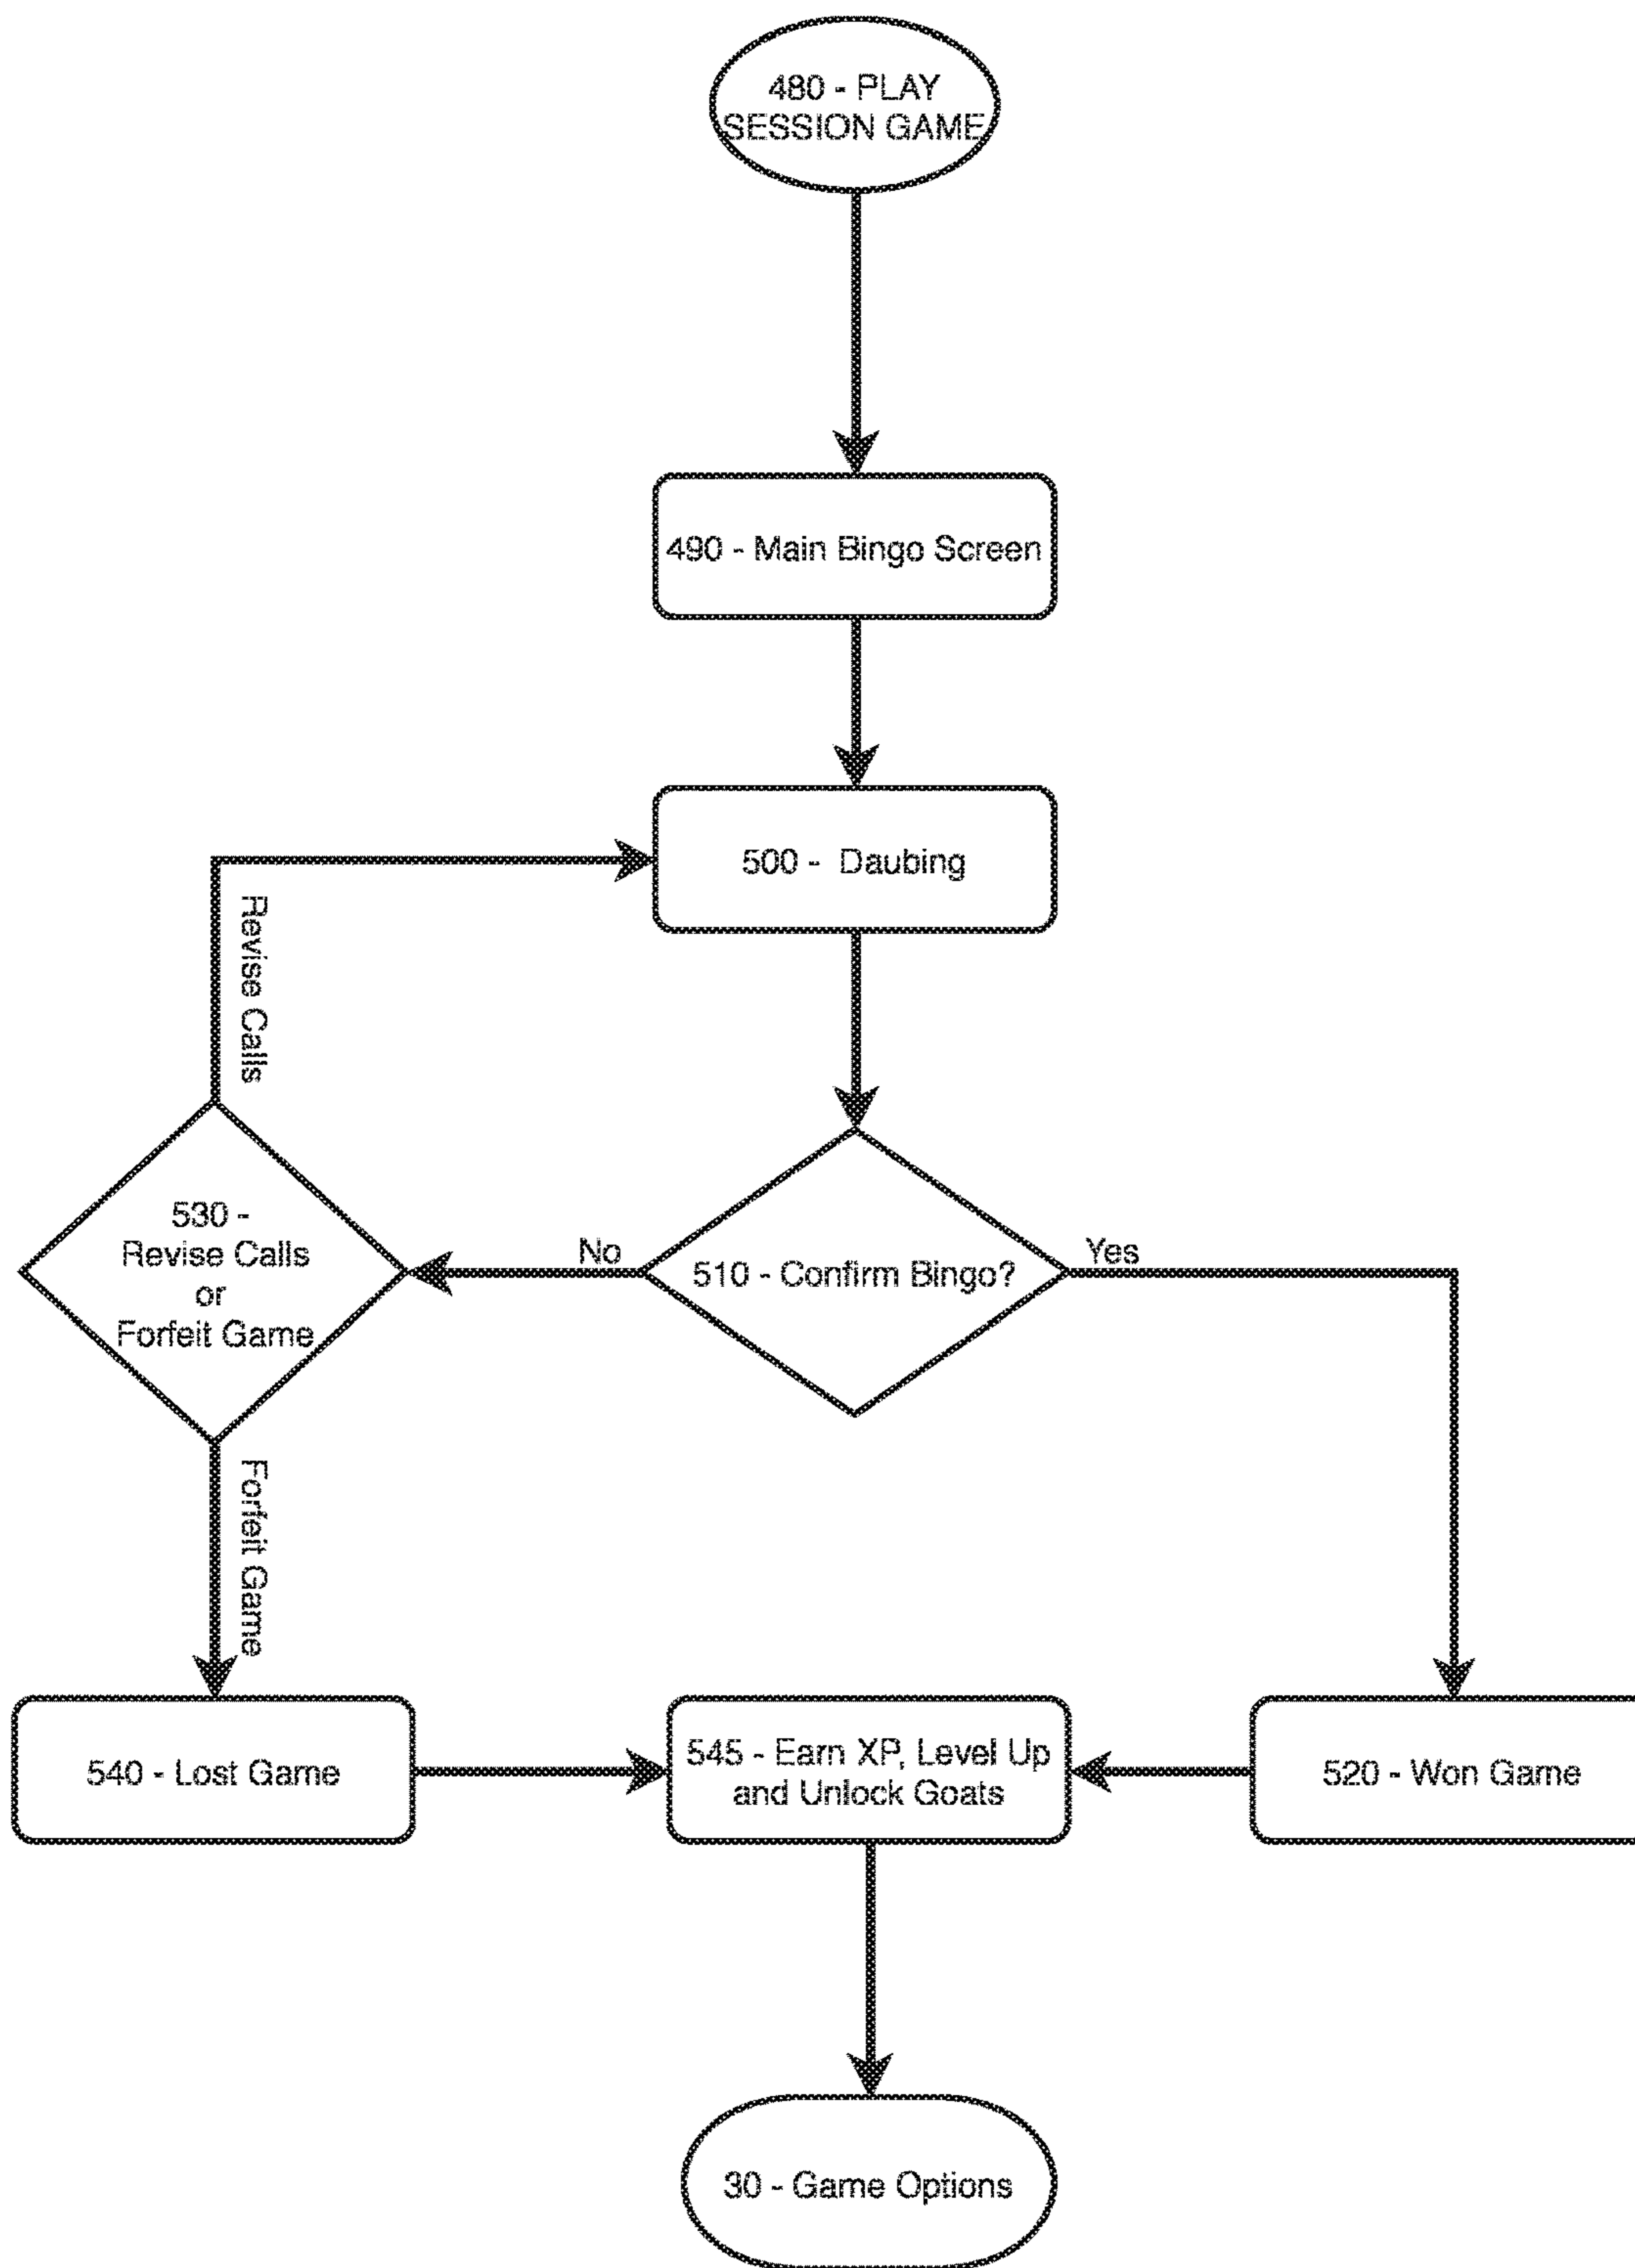 480 - PLAY
SESSION GAME
490 - Main Bingo Screen
500 - Daubing
Revise Calls
530 -
Revise Calls
or
Forfeit Game
No
510 - Confirm Bingo?
Yes
Forfeit Game
540 - Lost Game
545 - Earn XP, Level Up
and Unlock Goats
520 - Won Game
30 - Game Options